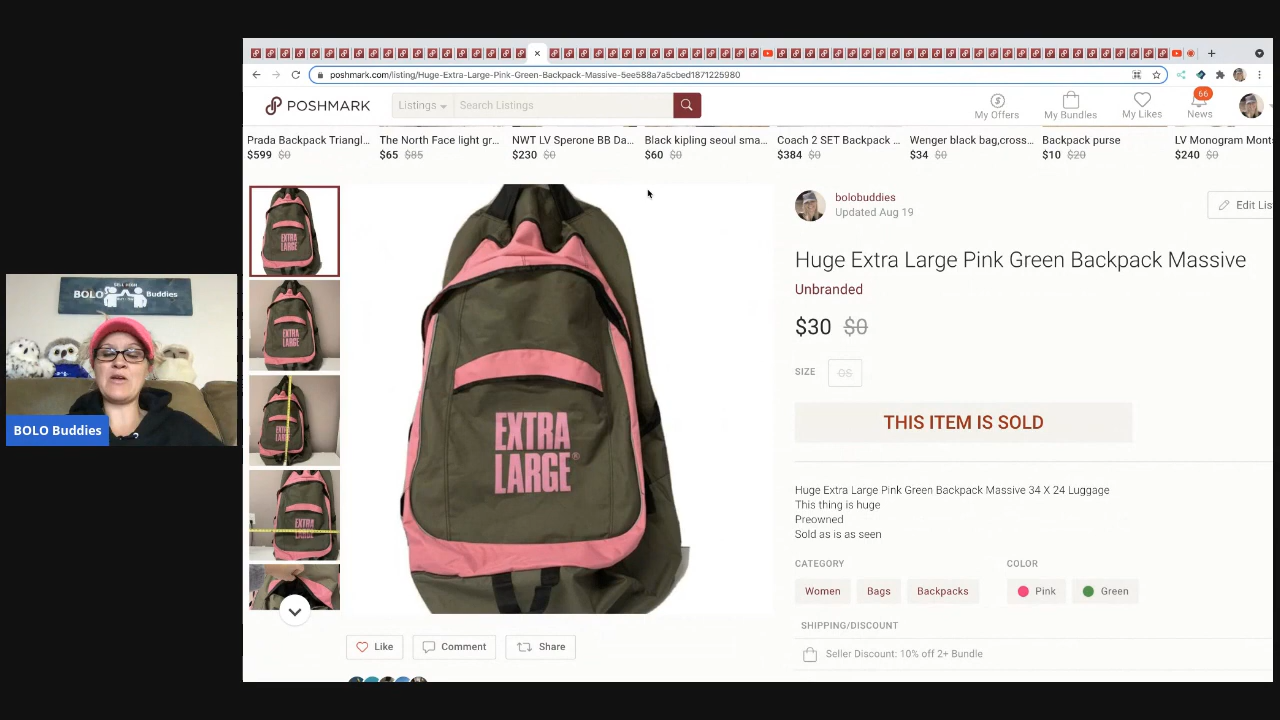 poshmark.com/listing/Huge-Extra-Large-Pink-Green-Backpack-Massive-5ee588a7a5cbed1871225980
POSHMARK
Listings
Search Listings
My Offers
My Bundles
My Likes
66
News
Prada Backpack Triangl...
$599 $0
The North Face light gr...
$65 $85
NWT LV Sperone BB Da...
$230 $0
Black kipling seoul sma...
$60 $0
Coach 2 SET Backpack ...
$384 $0
Wenger black bag,cross...
$34 $0
Backpack purse
$10 $20
LV Monogram Monts
$240 $0
bolobuddies
Updated Aug 19
Edit Lis
Huge Extra Large Pink Green Backpack Massive
Unbranded
$30 $0
SIZE
OS
THIS ITEM IS SOLD
Huge Extra Large Pink Green Backpack Massive 34 X 24 Luggage
This thing is huge
Preowned
Sold as is as seen
CATEGORY
COLOR
Women
Bags
Backpacks
Pink
Green
SHIPPING/DISCOUNT
Seller Discount: 10% off 2+ Bundle
EXTRA
LARGE®
EXTRA
LARGE
EXTRA
LARGE
EXTRA
LARGE
Like
Comment
Share
BOLO Buddies
BOLO Buddies